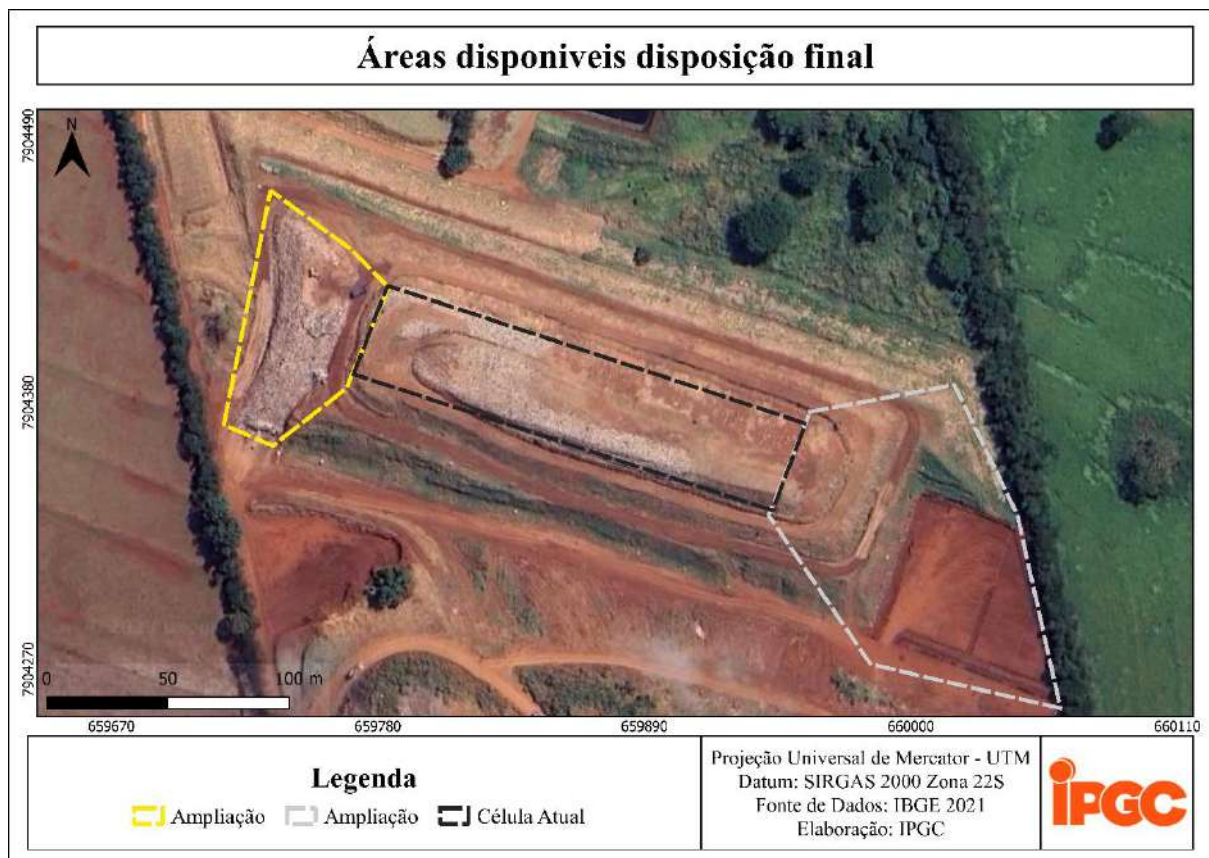 Áreas disponiveis disposição final
7904490
N
7904380
7904270
0 50 100 m
659670 659780 659890 660000 660110
Legenda
Ampliação Ampliação Célula Atual
Projeção Universal de Mercator - UTM
Datum: SIRGAS 2000 Zona 22S
Fonte de Dados: IBGE 2021
Elaboração: IPGC
iPGC